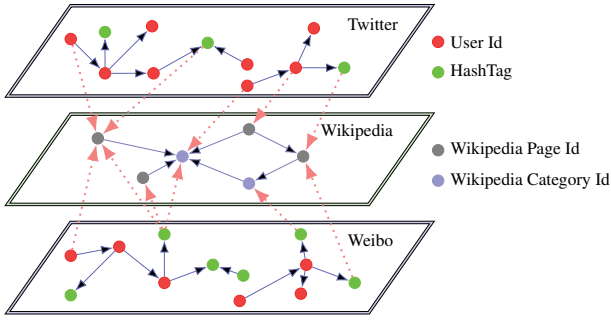 Twitter
User Id
HashTag
Wikipedia
Wikipedia Page Id
Wikipedia Category Id
Weibo